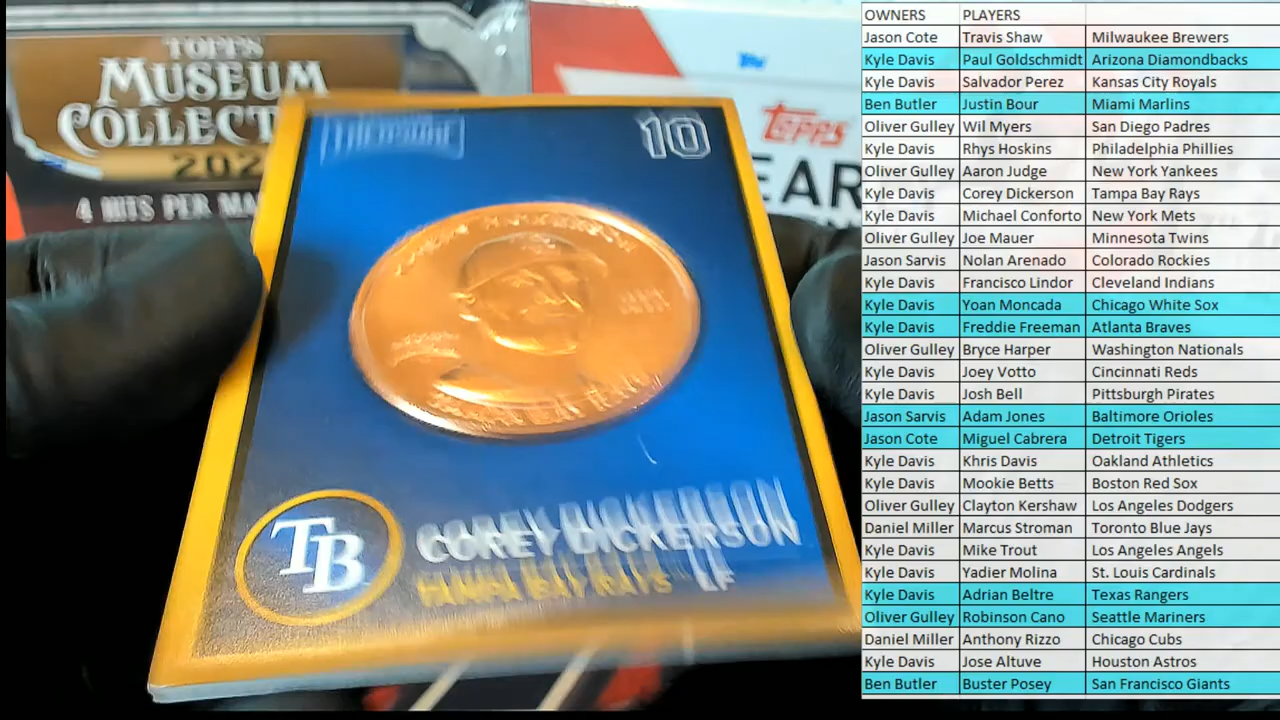 TOPPS
MUSEUM
COLLECT
202
4 HITS PER MA
TOPPS
EAR
10
TB
COREY DICKERSON
TAMPA BAY RAYS LF
OWNERS PLAYERS
Jason Cote Travis Shaw Milwaukee Brewers
Kyle Davis Paul Goldschmidt Arizona Diamondbacks
Kyle Davis Salvador Perez Kansas City Royals
Ben Butler Justin Bour Miami Marlins
Oliver Gulley Wil Myers San Diego Padres
Kyle Davis Rhys Hoskins Philadelphia Phillies
Oliver Gulley Aaron Judge New York Yankees
Kyle Davis Corey Dickerson Tampa Bay Rays
Kyle Davis Michael Conforto New York Mets
Oliver Gulley Joe Mauer Minnesota Twins
Jason Sarvis Nolan Arenado Colorado Rockies
Kyle Davis Francisco Lindor Cleveland Indians
Kyle Davis Yoan Moncada Chicago White Sox
Kyle Davis Freddie Freeman Atlanta Braves
Oliver Gulley Bryce Harper Washington Nationals
Kyle Davis Joey Votto Cincinnati Reds
Kyle Davis Josh Bell Pittsburgh Pirates
Jason Sarvis Adam Jones Baltimore Orioles
Jason Cote Miguel Cabrera Detroit Tigers
Kyle Davis Khris Davis Oakland Athletics
Kyle Davis Mookie Betts Boston Red Sox
Oliver Gulley Clayton Kershaw Los Angeles Dodgers
Daniel Miller Marcus Stroman Toronto Blue Jays
Kyle Davis Mike Trout Los Angeles Angels
Kyle Davis Yadier Molina St. Louis Cardinals
Kyle Davis Adrian Beltre Texas Rangers
Oliver Gulley Robinson Cano Seattle Mariners
Daniel Miller Anthony Rizzo Chicago Cubs
Kyle Davis Jose Altuve Houston Astros
Ben Butler Buster Posey San Francisco Giants